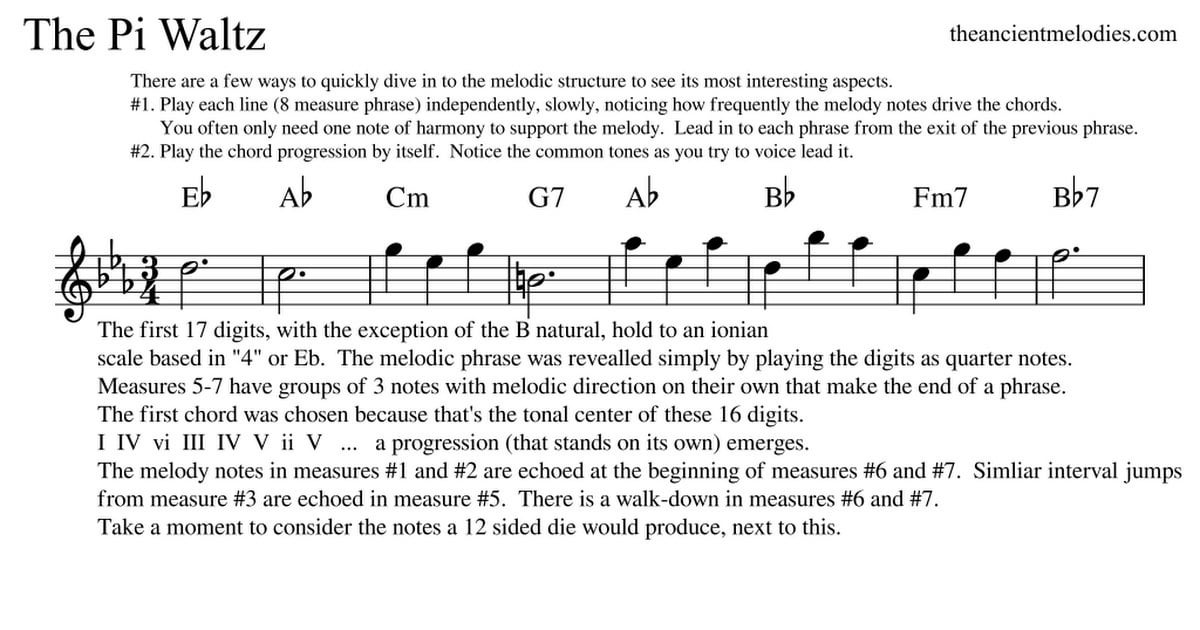 The Pi Waltz
theancientmelodies.com
There are a few ways to quickly dive in to the melodic structure to see its most interesting aspects.
#1. Play each line (8 measure phrase) independently, slowly, noticing how frequently the melody notes drive the chords.
You often only need one note of harmony to support the melody.  Lead in to each phrase from the exit of the previous phrase.
#2. Play the chord progression by itself.  Notice the common tones as you try to voice lead it.
E♭ A♭ Cm G7 A♭ B♭ Fm7 B♭7
3
4
The first 17 digits, with the exception of the B natural, hold to an ionian
scale based in "4" or Eb.  The melodic phrase was revealled simply by playing the digits as quarter notes.
Measures 5-7 have groups of 3 notes with melodic direction on their own that make the end of a phrase.
The first chord was chosen because that's the tonal center of these 16 digits.
I  IV  vi  III  IV  V  ii  V   ...   a progression (that stands on its own) emerges.
The melody notes in measures #1 and #2 are echoed at the beginning of measures #6 and #7.  Simliar interval jumps
from measure #3 are echoed in measure #5.  There is a walk-down in measures #6 and #7.
Take a moment to consider the notes a 12 sided die would produce, next to this.